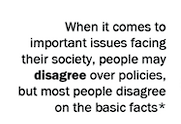 When it comes to
important issues facing
their society, people may
disagree over policies,
but most people disagree
on the basic facts*